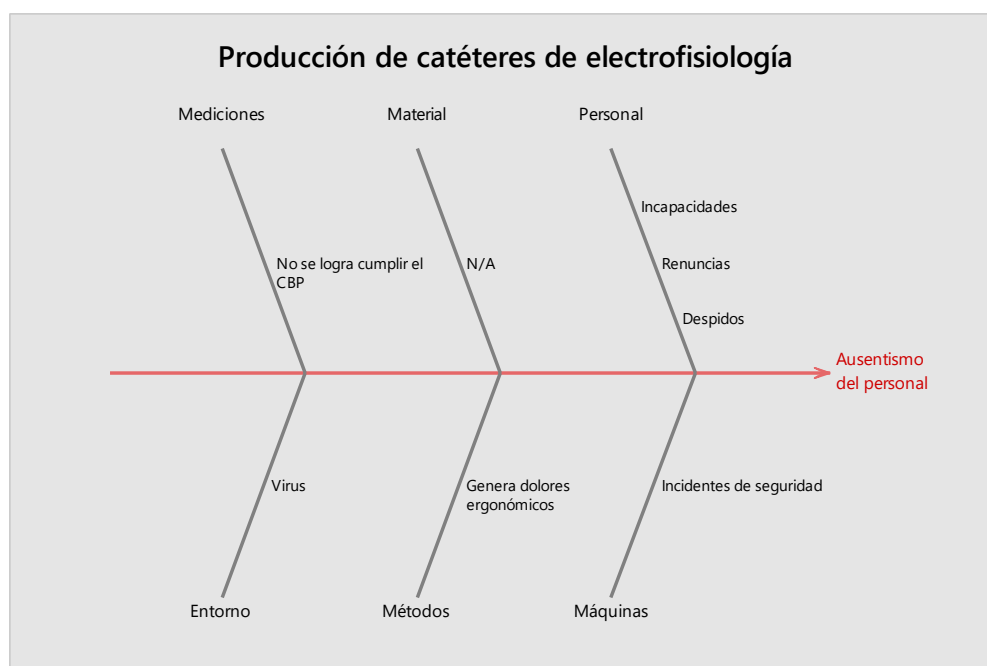 Producción de catéteres de electrofisiología
Mediciones
Material
Personal
Incapacidades
No se logra cumplir el
CBP
N/A
Renuncias
Despidos
Ausentismo
del personal
Virus
Genera dolores
ergonómicos
Incidentes de seguridad
Entorno
Métodos
Máquinas